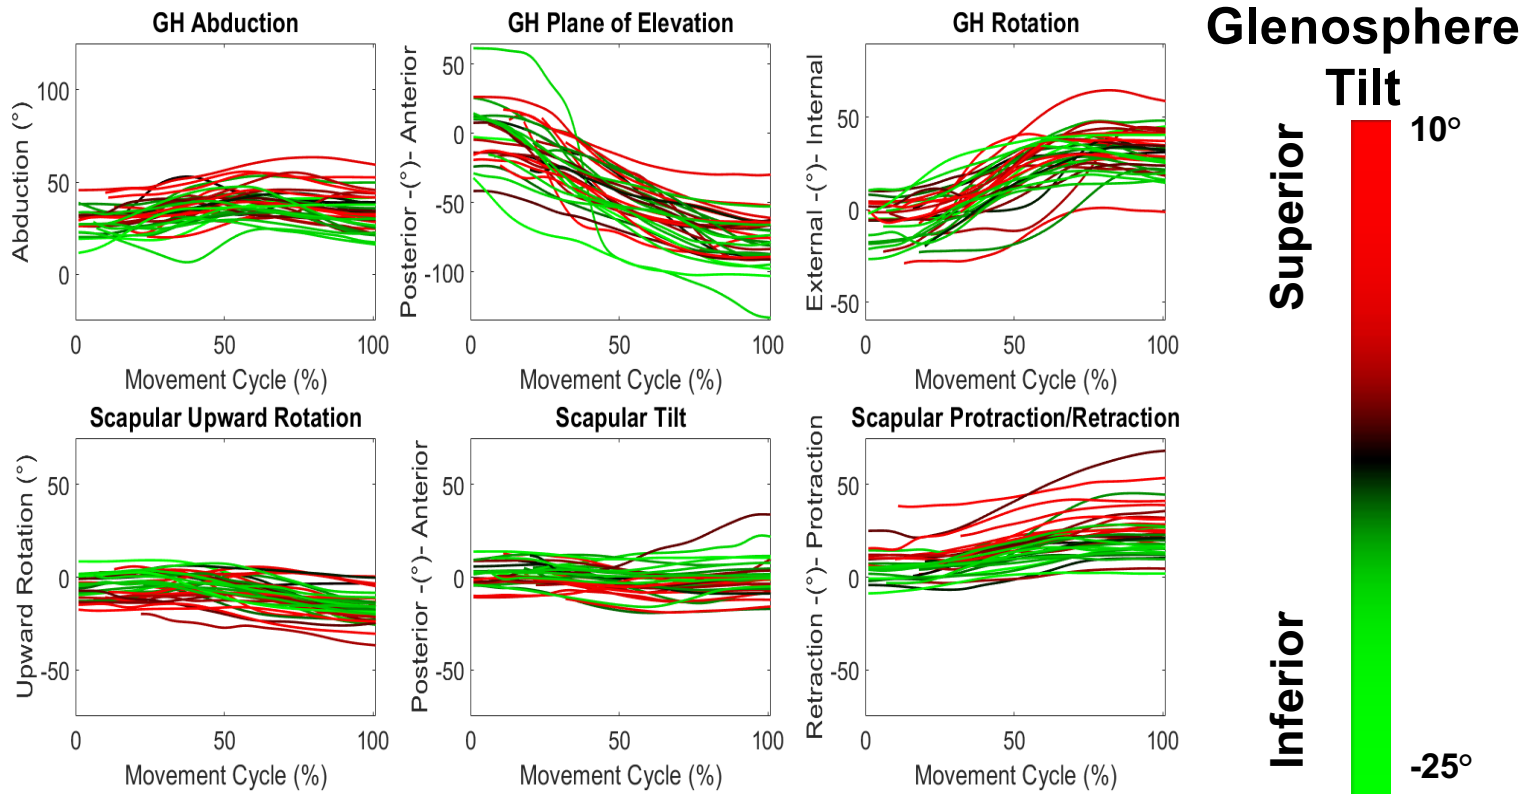 GH Abduction
Abduction (°)
100
50
0
0
50
100
Movement Cycle (%)
GH Plane of Elevation
Posterior -(°)- Anterior
50
0
-50
-100
0
50
100
Movement Cycle (%)
GH Rotation
External -(°)- Internal
50
0
-50
0
50
100
Movement Cycle (%)
Scapular Upward Rotation
Upward Rotation (°)
50
0
-50
0
50
100
Movement Cycle (%)
Scapular Tilt
Posterior -(°)- Anterior
50
0
-50
0
50
100
Movement Cycle (%)
Scapular Protraction/Retraction
Retraction -(°)- Protraction
50
0
-50
0
50
100
Movement Cycle (%)
Glenosphere
Tilt
10°
Superior
Inferior
-25°